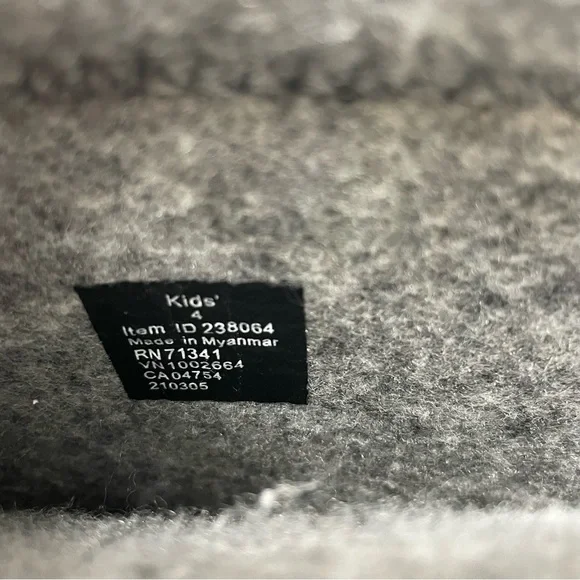 Kids'
4
Item ID 238064
Made in Myanmar
RN71341
VN1002664
CA04754
210305